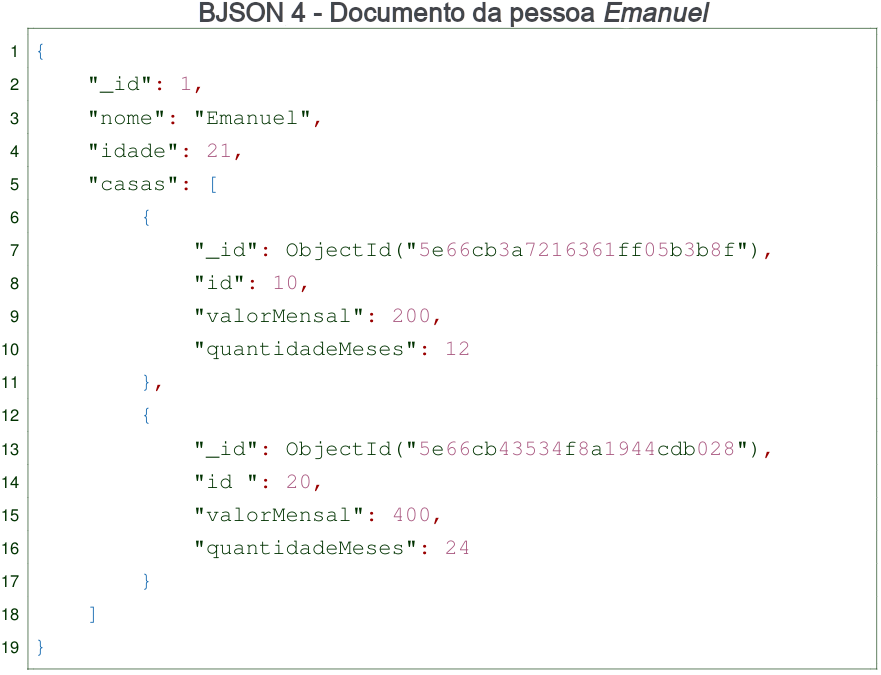 BJSON 4 - Documento da pessoa Emanuel
1 {
2 "_id": 1,
3 "nome": "Emanuel",
4 "idade": 21,
5 "casas": [
6 {
7 "_id": ObjectId("5e66cb3a7216361ff05b3b8f"),
8 "id": 10,
9 "valorMensal": 200,
10 "quantidadeMeses": 12
11 },
12 {
13 "_id": ObjectId("5e66cb43534f8a1944cdb028"),
14 "id ": 20,
15 "valorMensal": 400,
16 "quantidadeMeses": 24
17 }
18 ]
19 }